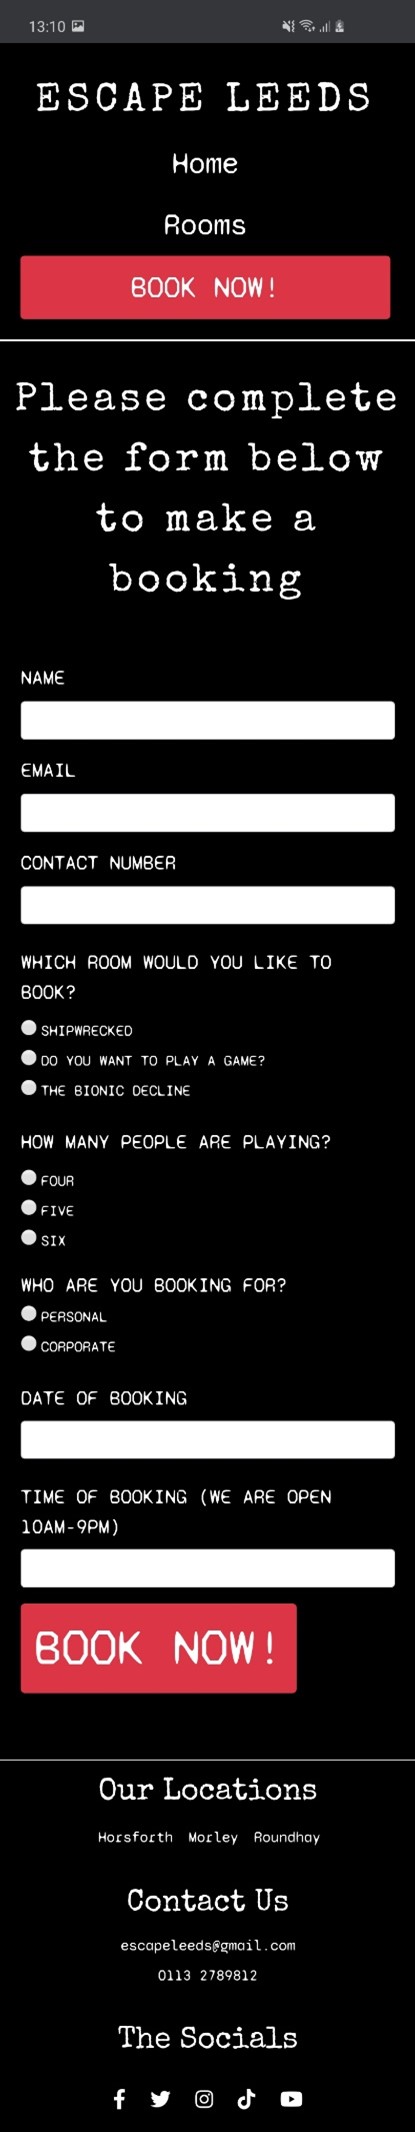 13:10
ESCAPE LEEDS
Home
Rooms
BOOK NOW!
Please complete
the form below
to make a
booking
NAME
EMAIL
CONTACT NUMBER
WHICH ROOM WOULD YOU LIKE TO
BOOK?
SHIPWRECKED
DO YOU WANT TO PLAY A GAME?
THE BIONIC DECLINE
HOW MANY PEOPLE ARE PLAYING?
FOUR
FIVE
SIX
WHO ARE YOU BOOKING FOR?
PERSONAL
CORPORATE
DATE OF BOOKING
TIME OF BOOKING (WE ARE OPEN
10AM-9PM)
BOOK NOW!
Our Locations
Horsforth Morley Roundhay
Contact Us
escapeleeds@gmail.com
0113 2789812
The Socials